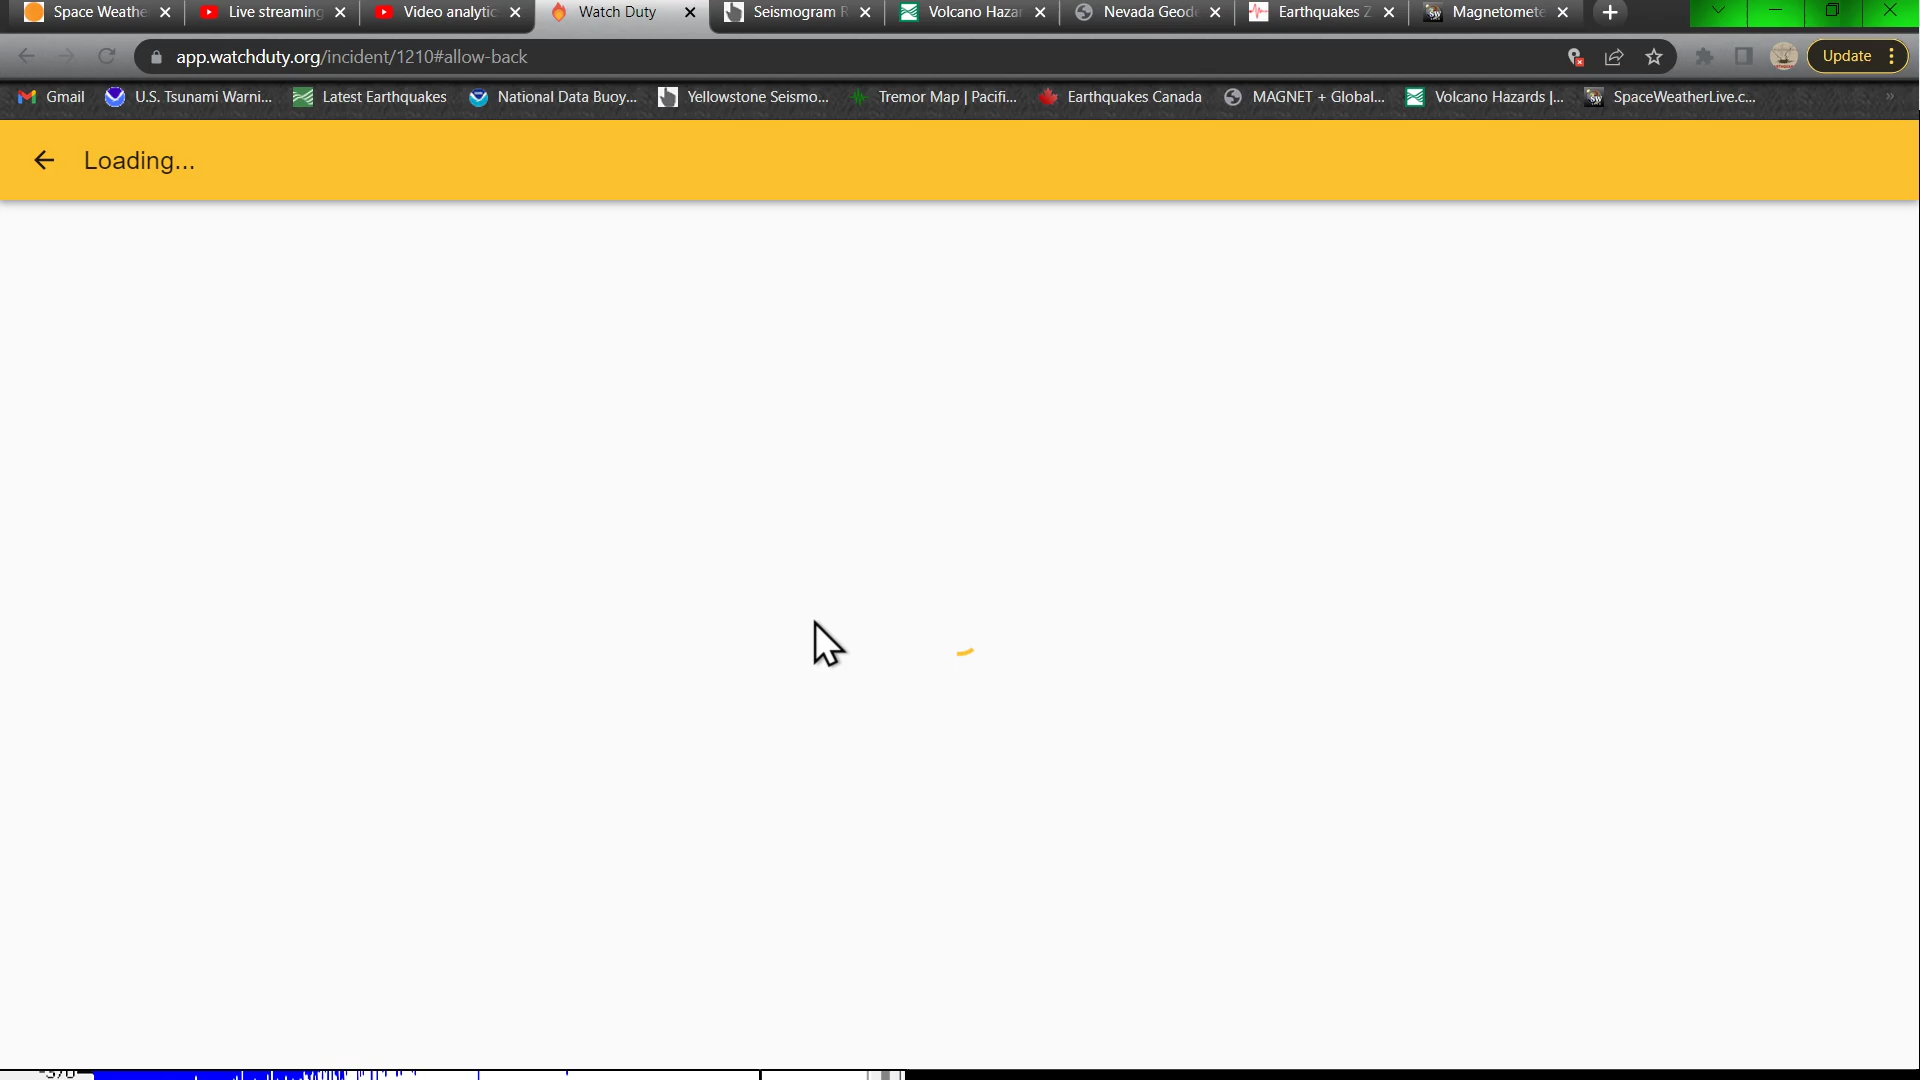 Space Weathe
Live streaming
Video analytic
Watch Duty
Seismogram R
Volcano Hazar
Nevada Geode
Earthquakes Z
Magnetomete
app.watchduty.org/incident/1210#allow-back
Update
Gmail
U.S. Tsunami Warni...
Latest Earthquakes
National Data Buoy...
Yellowstone Seismo...
Tremor Map | Pacifi...
Earthquakes Canada
MAGNET + Global...
Volcano Hazards |...
SpaceWeatherLive.c...
Loading...